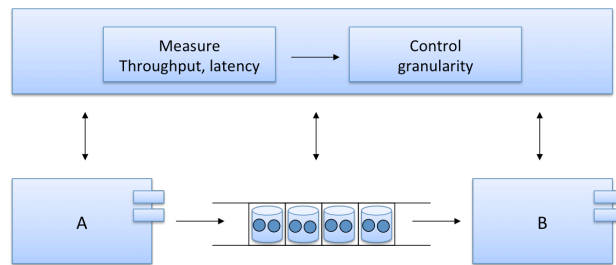 Measure
Throughput, latency
Control
granularity
A
B